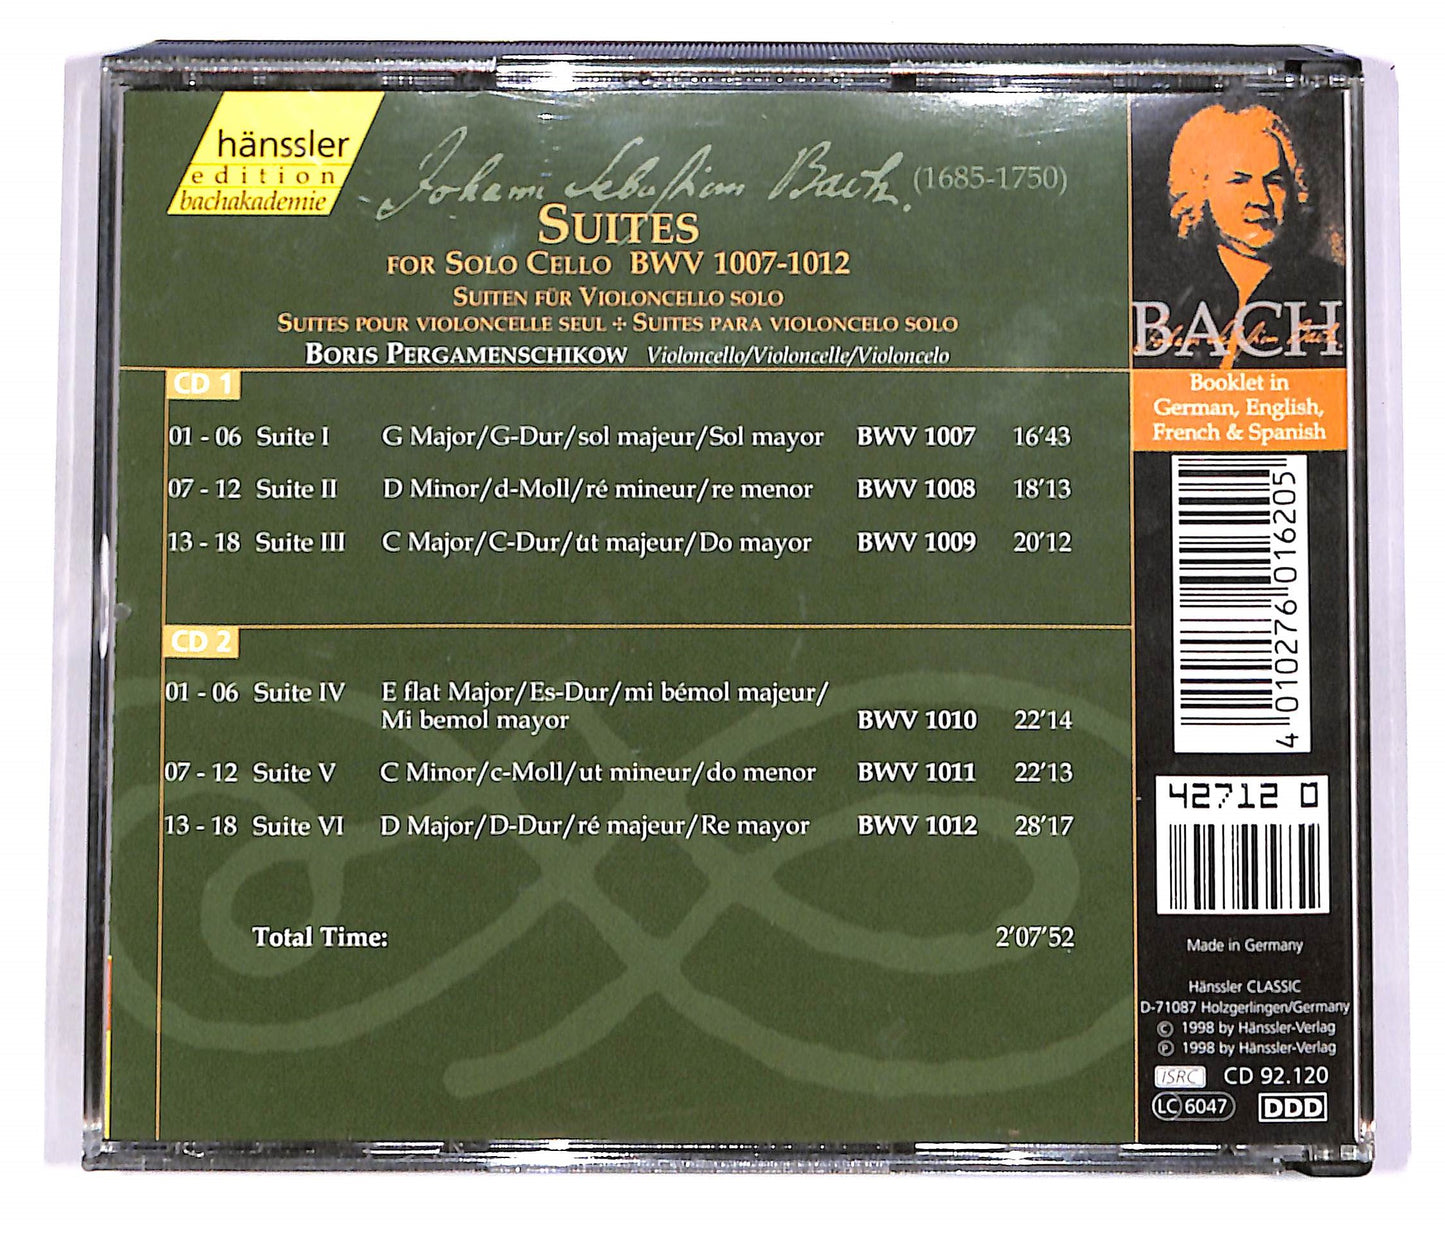 hänssler
edition
bachakademie
Johann Sebastian Bach. (1685-1750)
SUITES
FOR SOLO CELLO BWV 1007-1012
SUITEN FÜR VIOLONCELLO SOLO
SUITES POUR VIOLONCELLE SEUL + SUITES PARA VIOLONCELO SOLO
BORIS PERGAMENSCHIKOW Violoncello/Violoncelle/Violoncelo
CD 1
01 - 06 Suite I G Major/G-Dur/sol majeur/Sol mayor BWV 1007 16'43
07 - 12 Suite II D Minor/d-Moll/ré mineur/re menor BWV 1008 18'13
13 - 18 Suite III C Major/C-Dur/ut majeur/Do mayor BWV 1009 20'12
CD 2
01 - 06 Suite IV E flat Major/Es-Dur/mi bémol majeur/
Mi bemol mayor BWV 1010 22'14
07 - 12 Suite V C Minor/c-Moll/ut mineur/do menor BWV 1011 22'13
13 - 18 Suite VI D Major/D-Dur/ré majeur/Re mayor BWV 1012 28'17
Total Time: 2'07'52
BACH
Johann Sebastian Bach.
Booklet in
German, English,
French & Spanish
4 010276 016205
42712 0
Made in Germany
Hänssler CLASSIC
D-71087 Holzgerlingen/Germany
© 1998 by Hänssler-Verlag
℗ 1998 by Hänssler-Verlag
ISRC CD 92.120
LC 6047 DDD